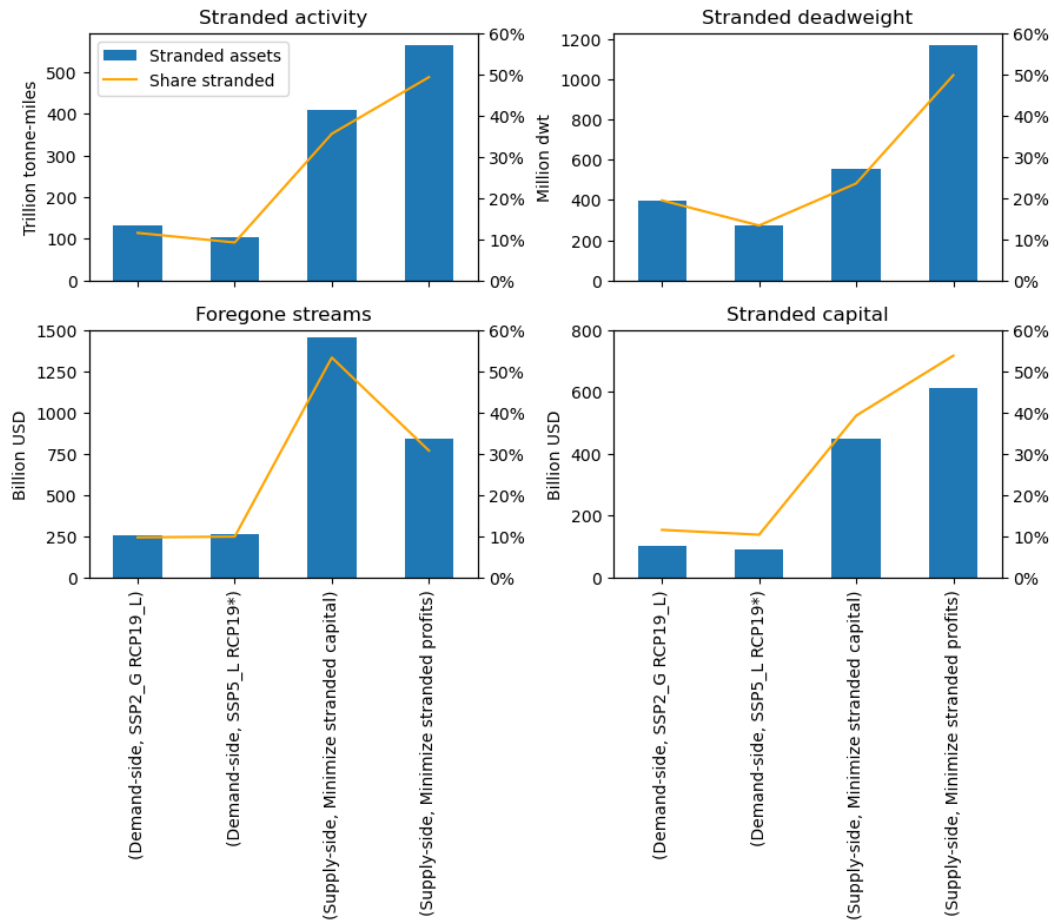 Stranded activity
Stranded assets
Share stranded
Trillion tonne-miles
500
400
300
200
100
0
60%
50%
40%
30%
20%
10%
0%
Stranded deadweight
Million dwt
1200
1000
800
600
400
200
0
60%
50%
40%
30%
20%
10%
0%
Foregone streams
Billion USD
1500
1250
1000
750
500
250
0
60%
50%
40%
30%
20%
10%
0%
(Demand-side, SSP2_G RCP19_L)
(Demand-side, SSP5_L RCP19*)
(Supply-side, Minimize stranded capital)
(Supply-side, Minimize stranded profits)
Stranded capital
Billion USD
800
600
400
200
0
60%
50%
40%
30%
20%
10%
0%
(Demand-side, SSP2_G RCP19_L)
(Demand-side, SSP5_L RCP19*)
(Supply-side, Minimize stranded capital)
(Supply-side, Minimize stranded profits)